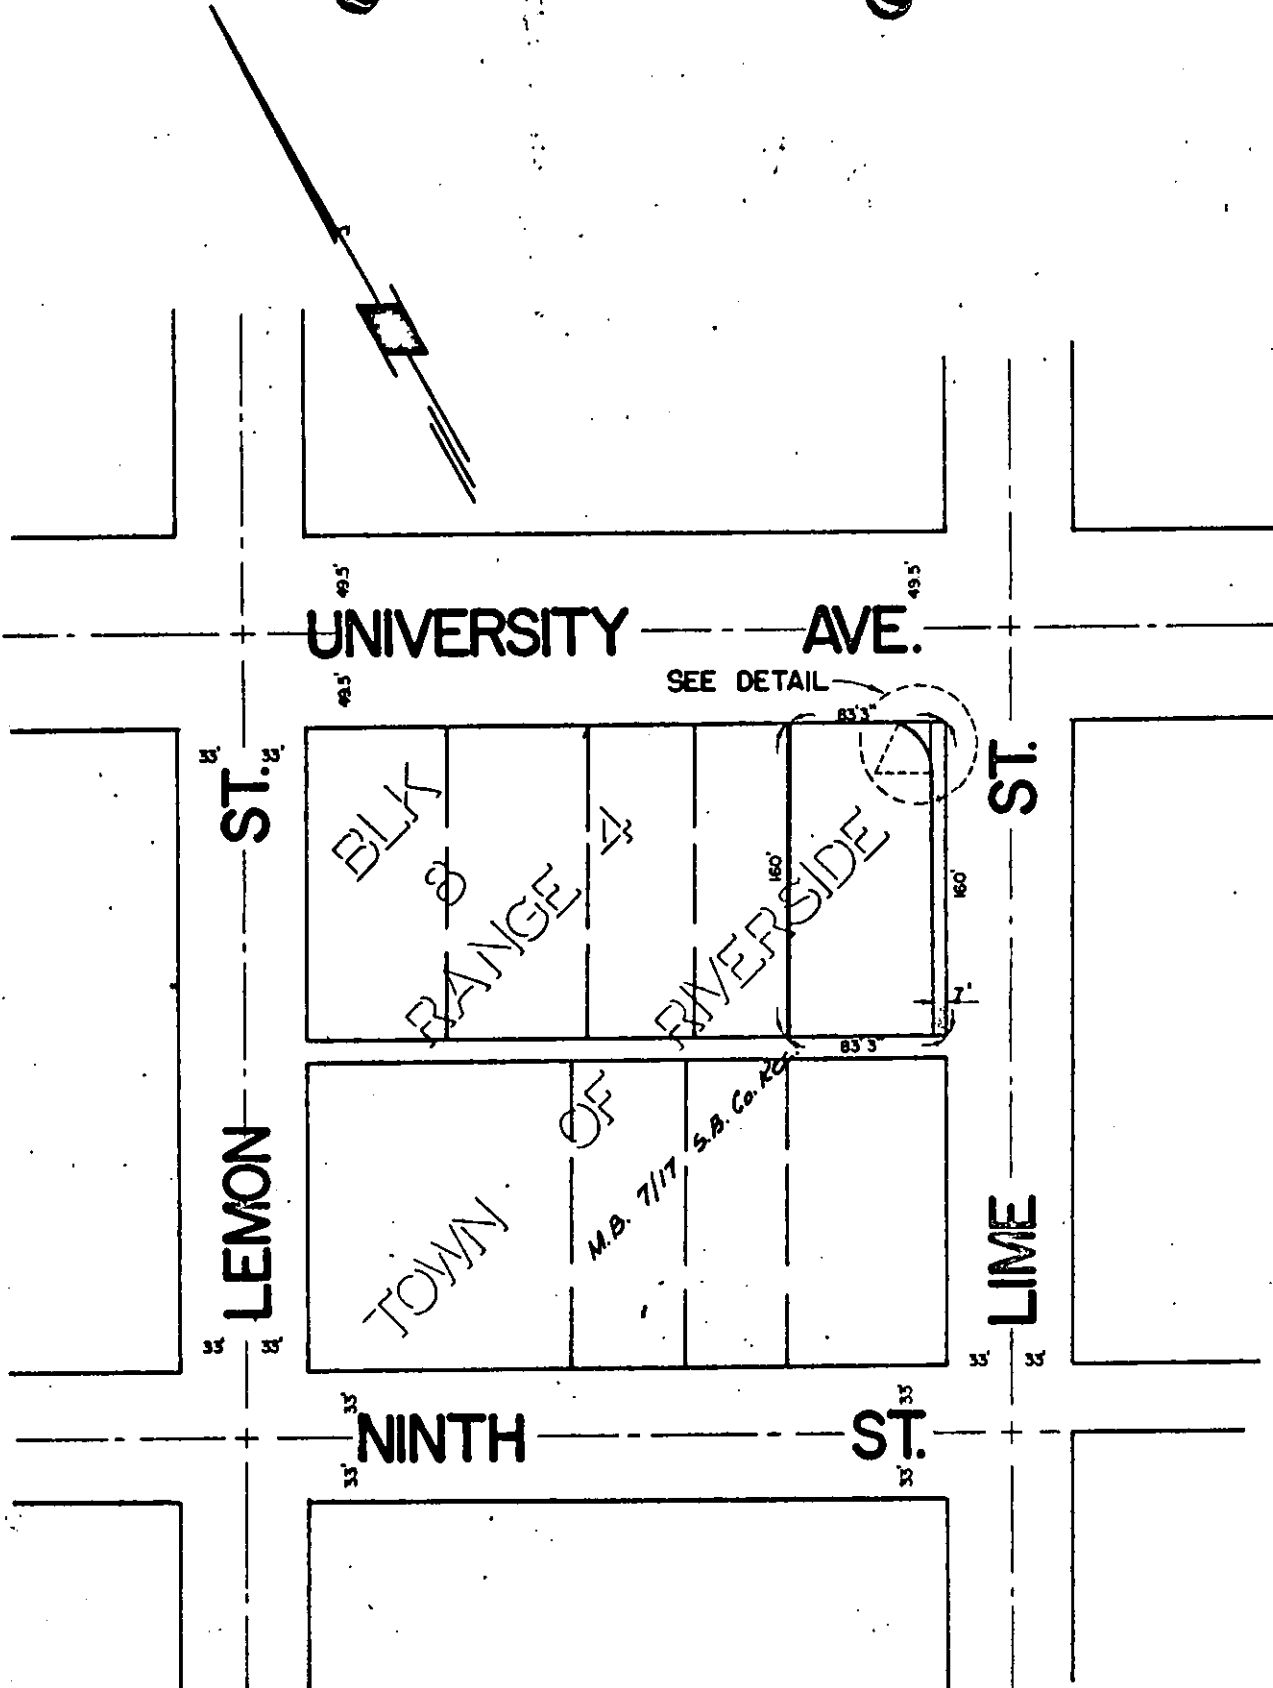 49.5'
49.5'
UNIVERSITY AVE.
49.5'
SEE DETAIL
83'3"
33' 33'
ST.
ST.
BLK 8
RANGE 4
160'
160'
7'
83'3"
TOWN OF RIVERSIDE
M.B. 7/17 S.B. Co.
LEMON
LIME
33' 33'
33' 33'
33'
33'
NINTH ST.
33'
33'